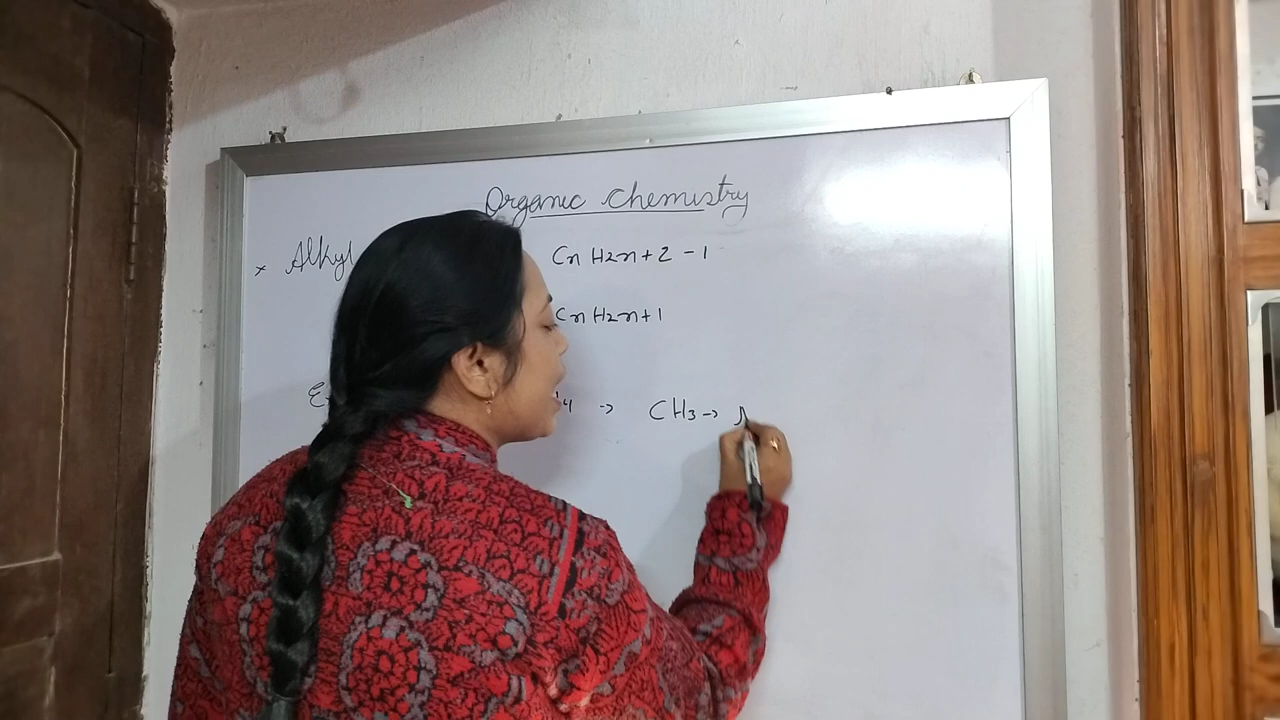 Organic Chemistry
x Alkyl CnH2n+2-1
CnH2n+1
4 → CH3 →